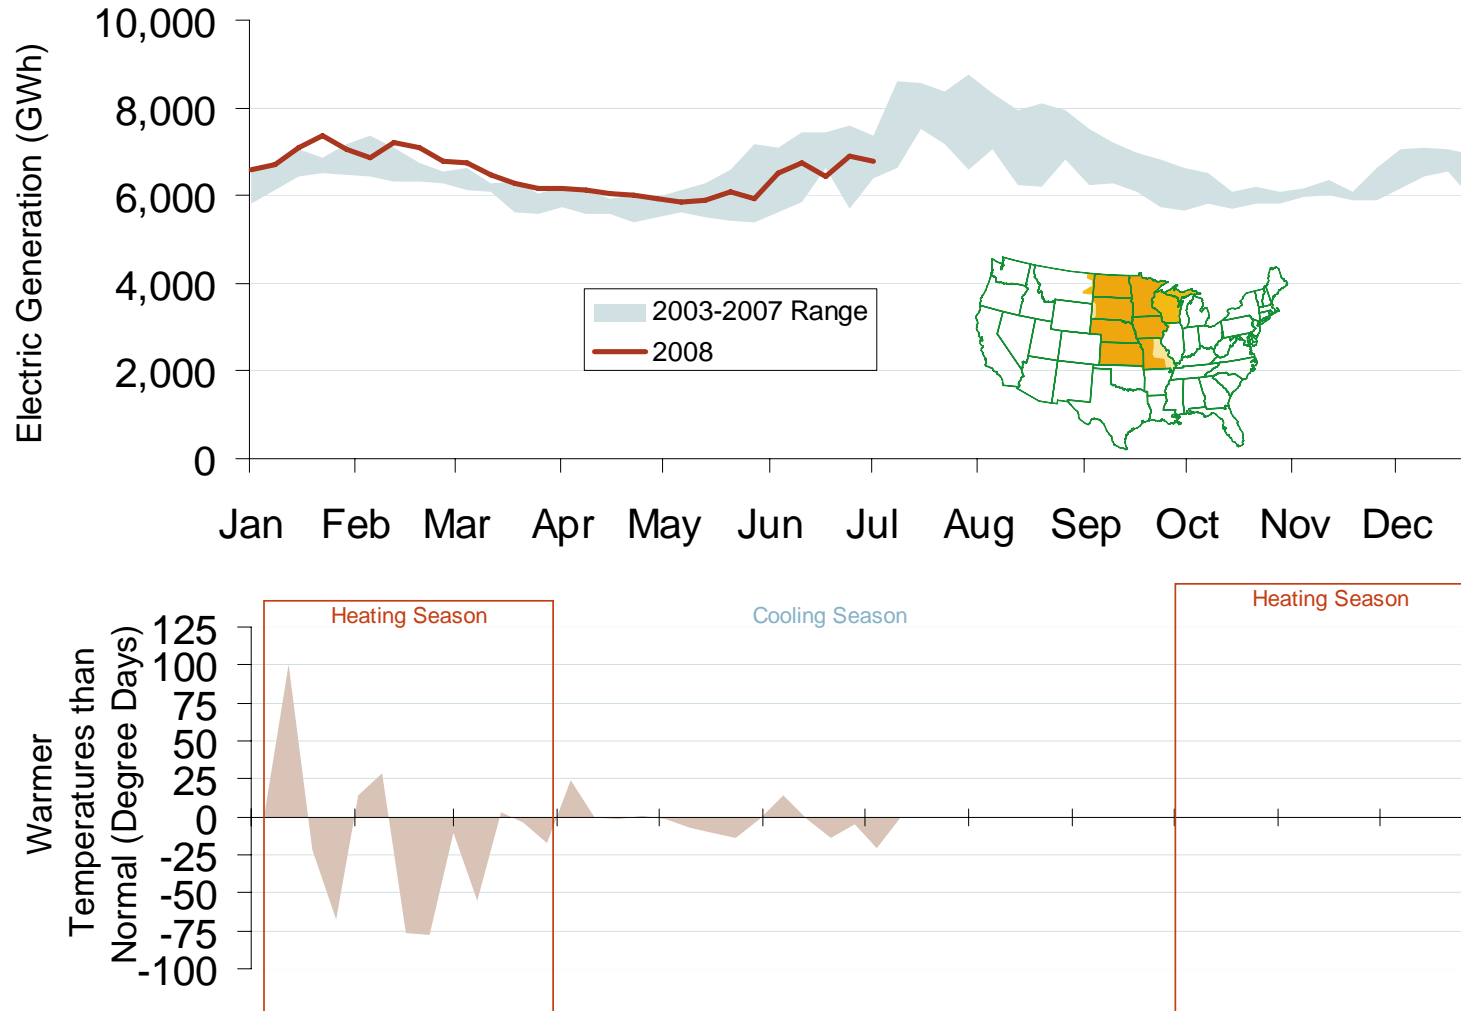 Electric Generation (GWh)
10,000
8,000
6,000
4,000
2,000
0
2003-2007 Range
2008
Jan Feb Mar Apr May Jun Jul Aug Sep Oct Nov Dec
Warmer
Temperatures than
Normal (Degree Days)
Heating Season
Cooling Season
Heating Season
125
100
75
50
25
0
-25
-50
-75
-100